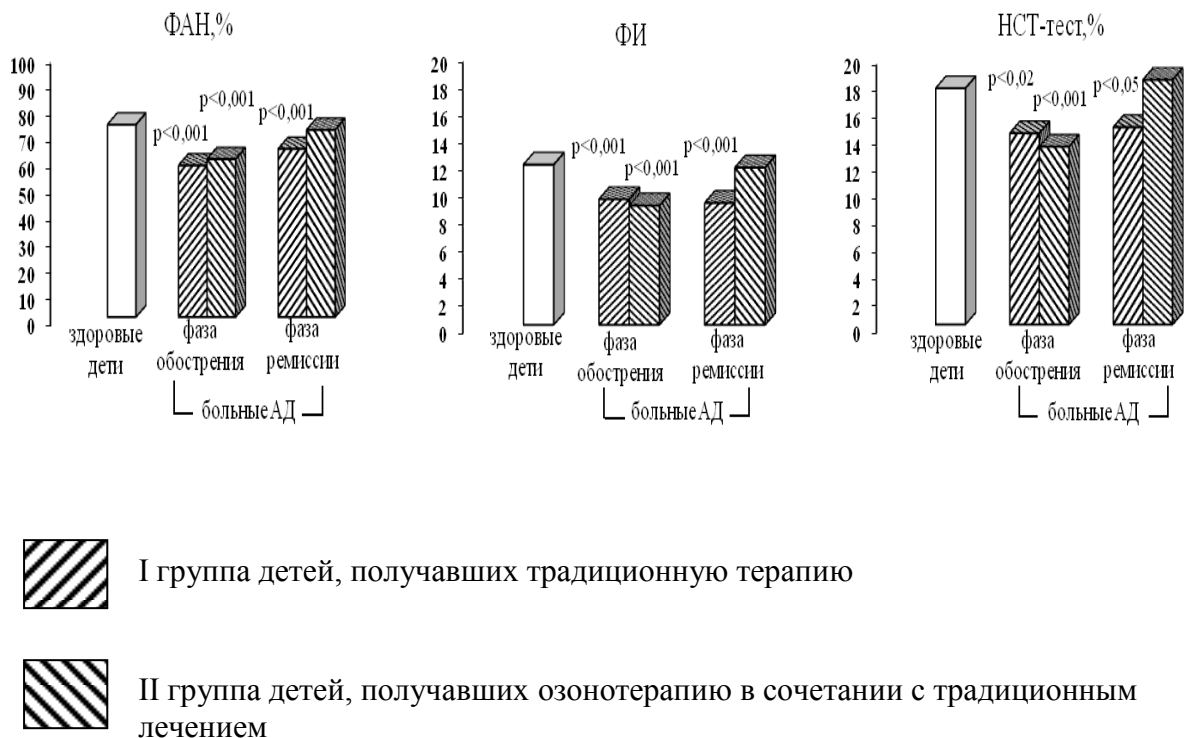 ФАН,%
100
90
80
70
60
50
40
30
20
10
0
p<0,001
p<0,001
p<0,001
здоровые
дети
фаза
обострения
фаза
ремиссии
больные АД
ФИ
20
18
16
14
12
10
8
6
4
2
0
p<0,001
p<0,001
p<0,001
здоровые
дети
фаза
обострения
фаза
ремиссии
больные АД
НСТ-тест,%
20
18
16
14
12
10
8
6
4
2
0
p<0,02
p<0,001
p<0,05
здоровые
дети
фаза
обострения
фаза
ремиссии
больные АД
I группа детей, получавших традиционную терапию
II группа детей, получавших озонотерапию в сочетании с традиционным
лечением